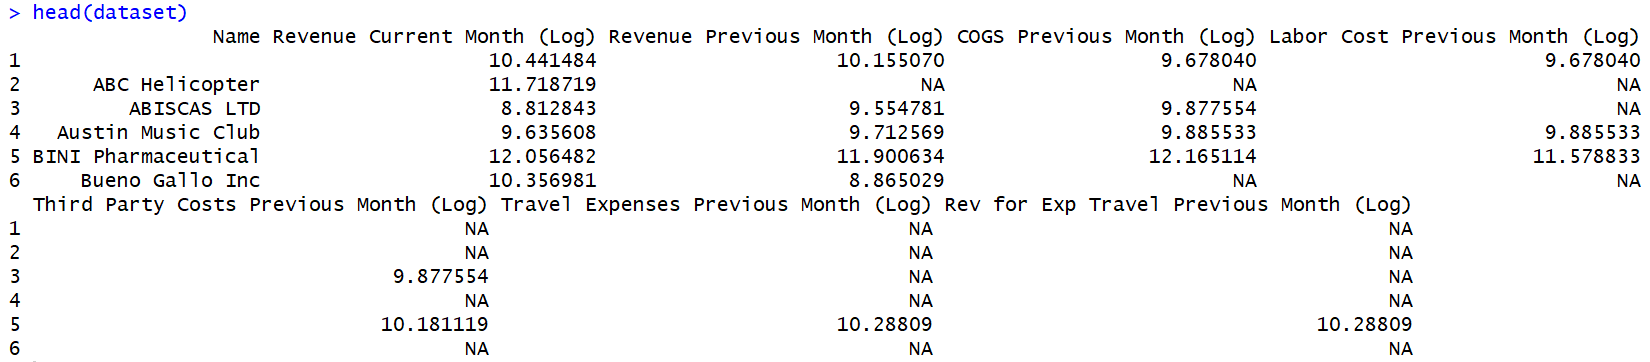 > head(dataset)
Name Revenue Current Month (Log) Revenue Previous Month (Log) COGS Previous Month (Log) Labor Cost Previous Month (Log)
1 10.441484 10.155070 9.678040 9.678040
2 ABC Helicopter 11.718719 NA NA NA
3 ABISCAS LTD 8.812843 9.554781 9.877554 NA
4 Austin Music Club 9.635608 9.712569 9.885533 9.885533
5 BINI Pharmaceutical 12.056482 11.900634 12.165114 11.578833
6 Bueno Gallo Inc 10.356981 8.865029 NA NA
Third Party Costs Previous Month (Log) Travel Expenses Previous Month (Log) Rev for Exp Travel Previous Month (Log)
1 NA NA NA
2 NA NA NA
3 9.877554 NA NA
4 NA NA NA
5 10.181119 10.28809 10.28809
6 NA NA NA